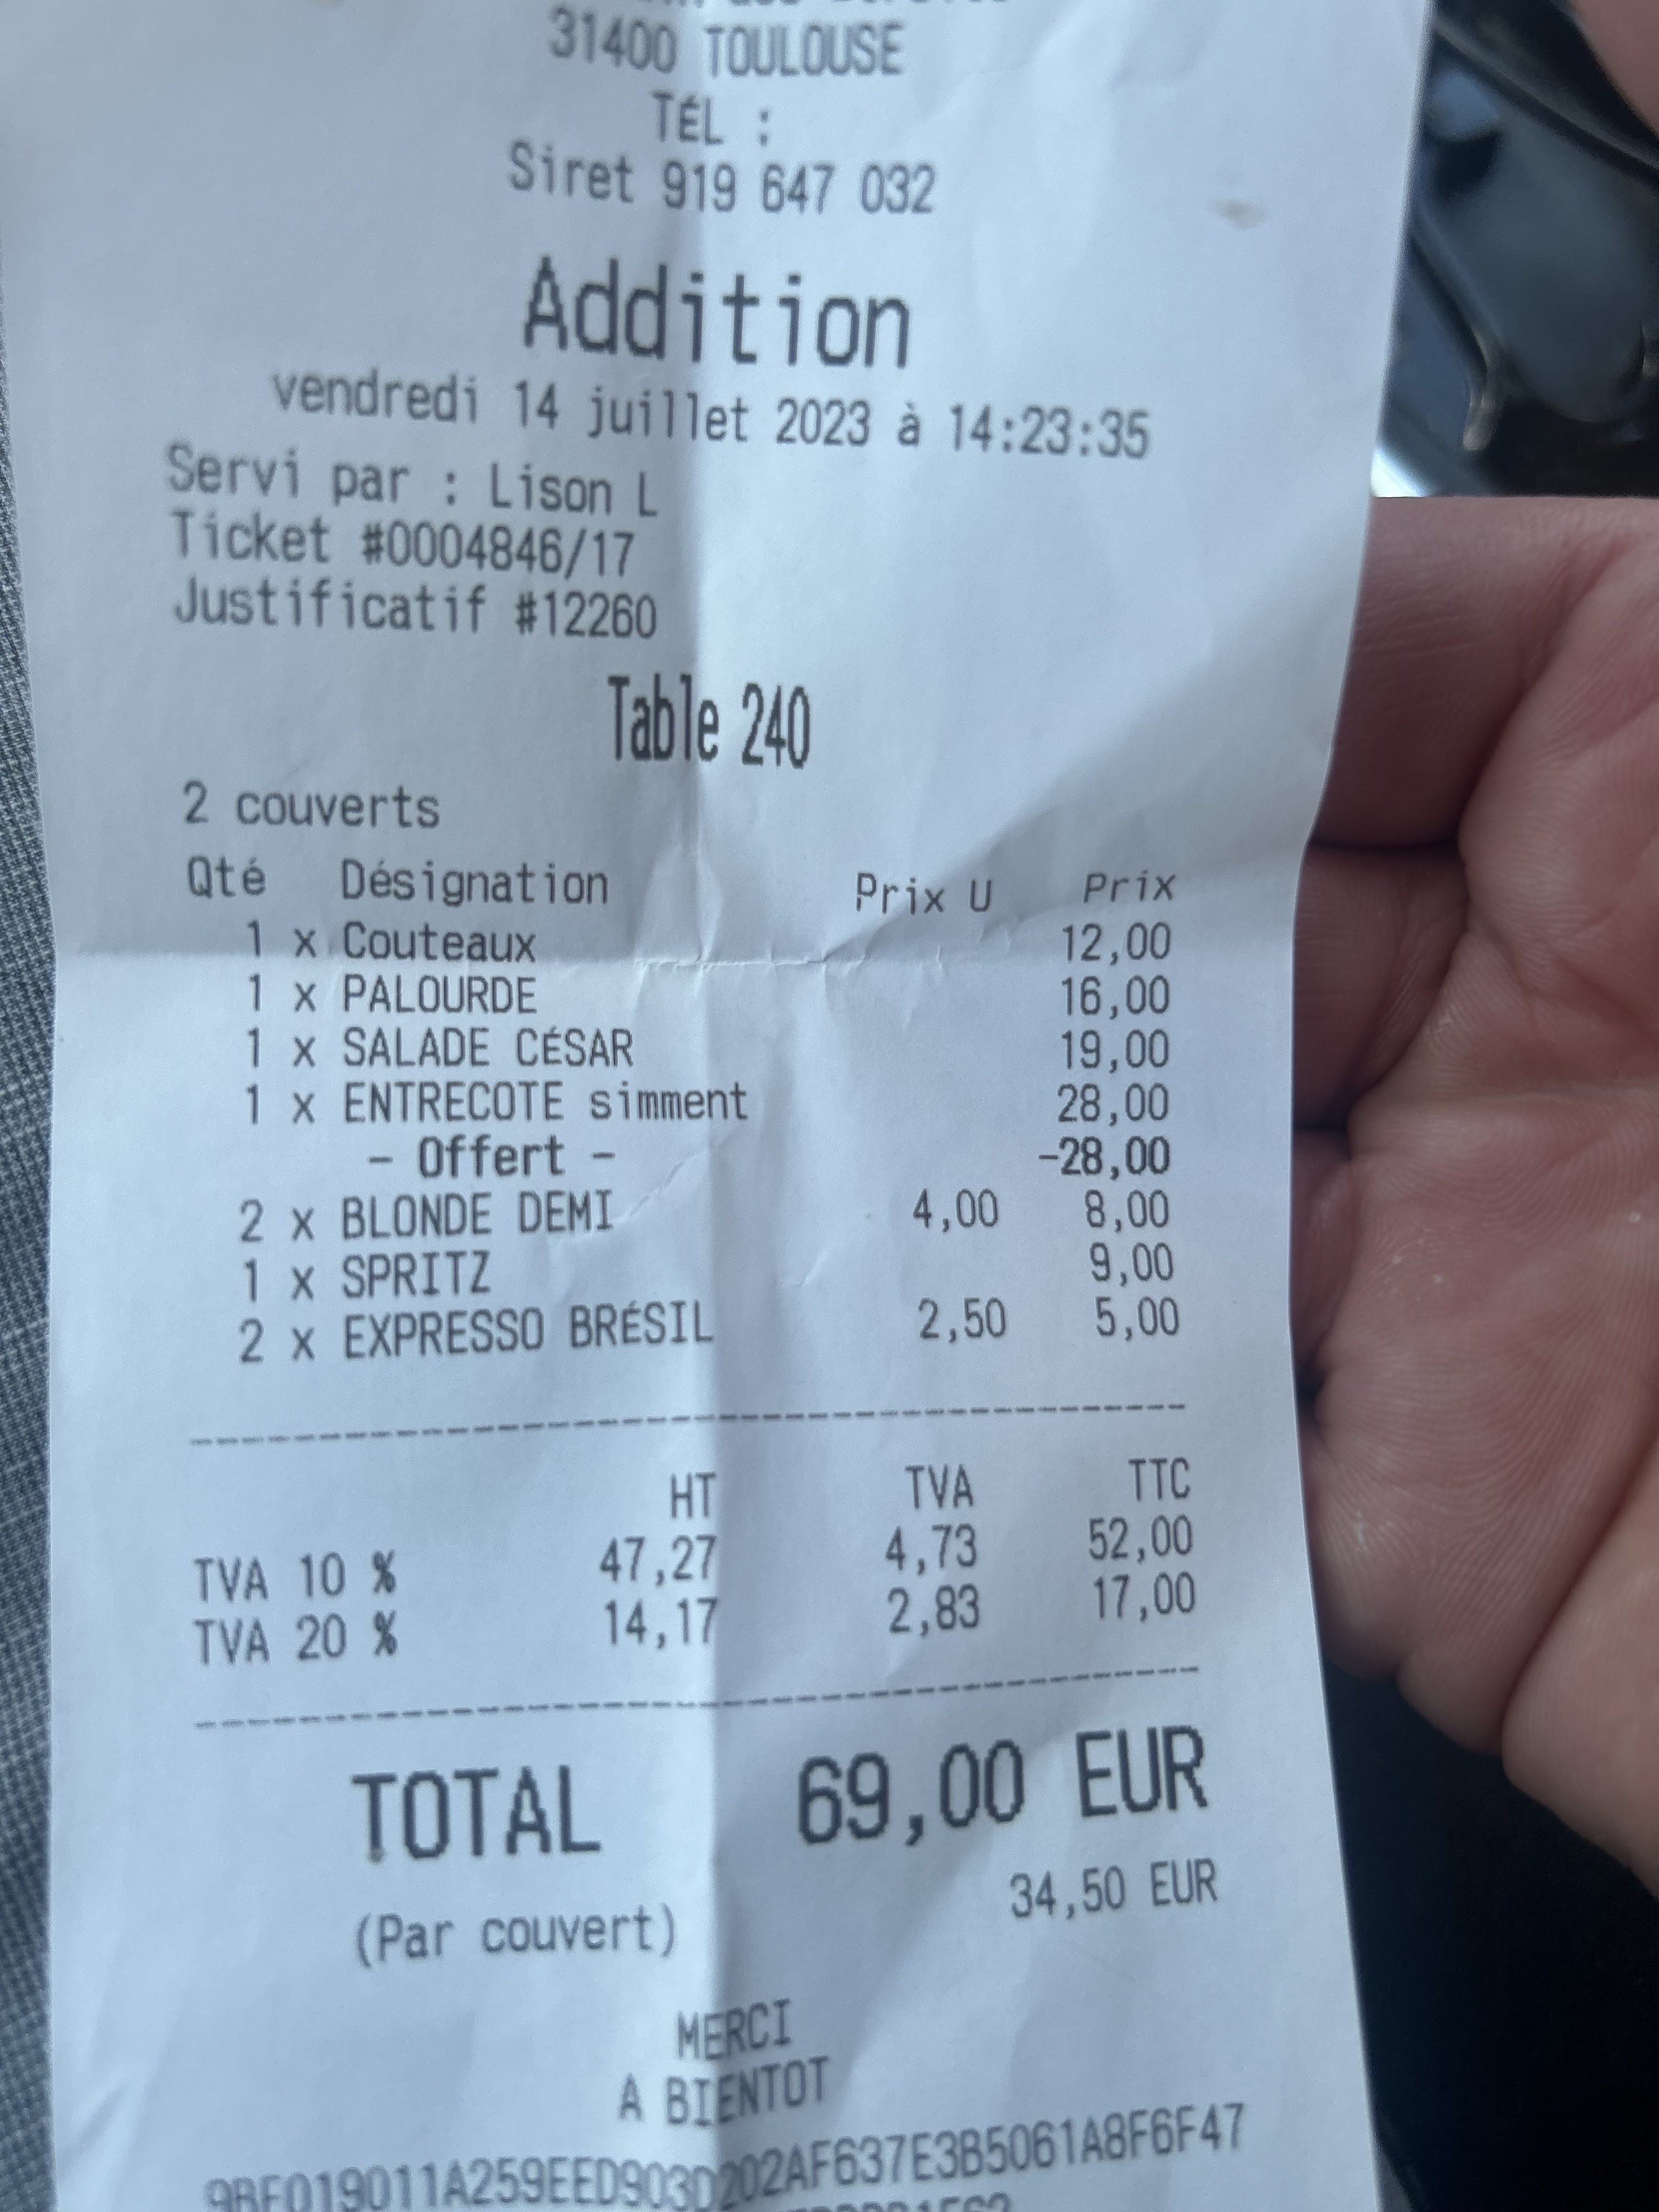 31400 TOULOUSE
TÉL :
Siret 919 647 032
Addition
vendredi 14 juillet 2023 à 14:23:35
Servi par : Lison L
Ticket #0004846/17
Justificatif #12260
Table 240
2 couverts
Qté Désignation Prix U Prix
1 x Couteaux 12,00
1 x PALOURDE 16,00
1 x SALADE CÉSAR 19,00
1 x ENTRECOTE simment 28,00
- Offert - -28,00
2 x BLONDE DEMI 4,00 8,00
1 x SPRITZ 9,00
2 x EXPRESSO BRÉSIL 2,50 5,00
HT TVA TTC
TVA 10 % 47,27 4,73 52,00
TVA 20 % 14,17 2,83 17,00
TOTAL 69,00 EUR
(Par couvert) 34,50 EUR
MERCI
A BIENTOT
9BF019011A259EED903D202AF637E3B5061A8F6F47